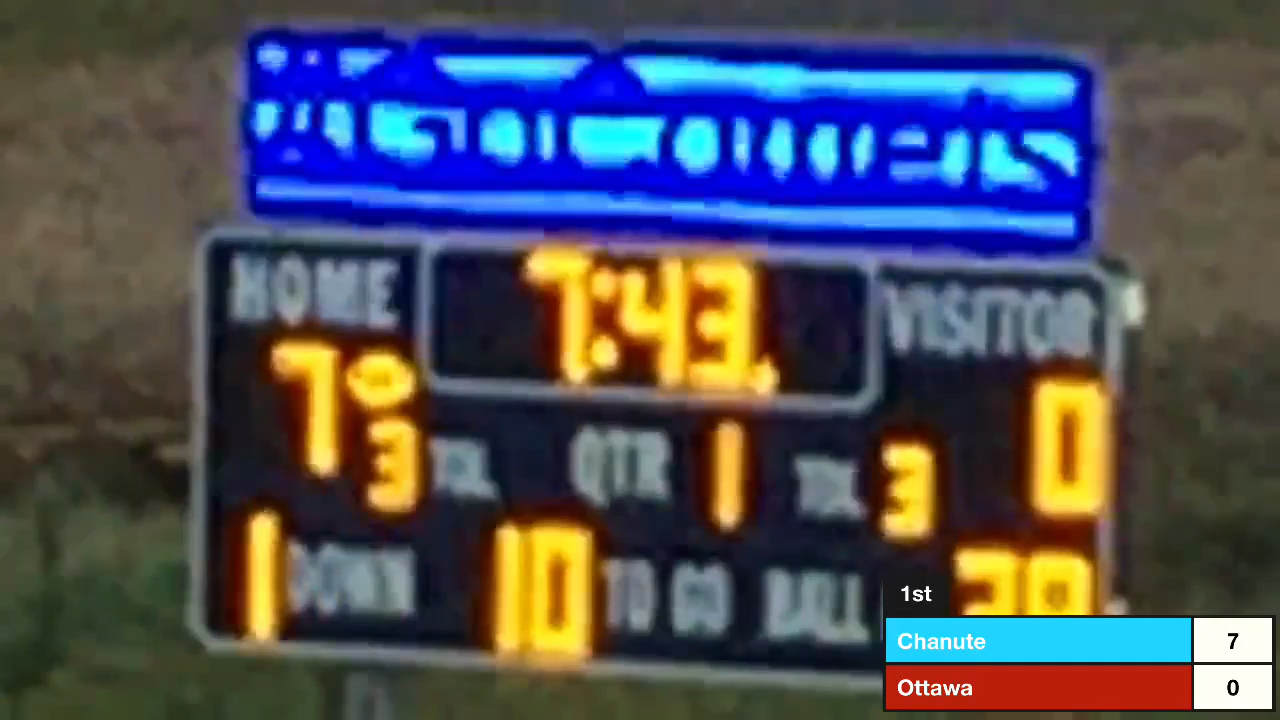 HOME 7:43 VISITOR
7 0
3 TOL QTR 1 TOL 3
1 DOWN 10 TO GO BALL
1st
Chanute 7
Ottawa 0